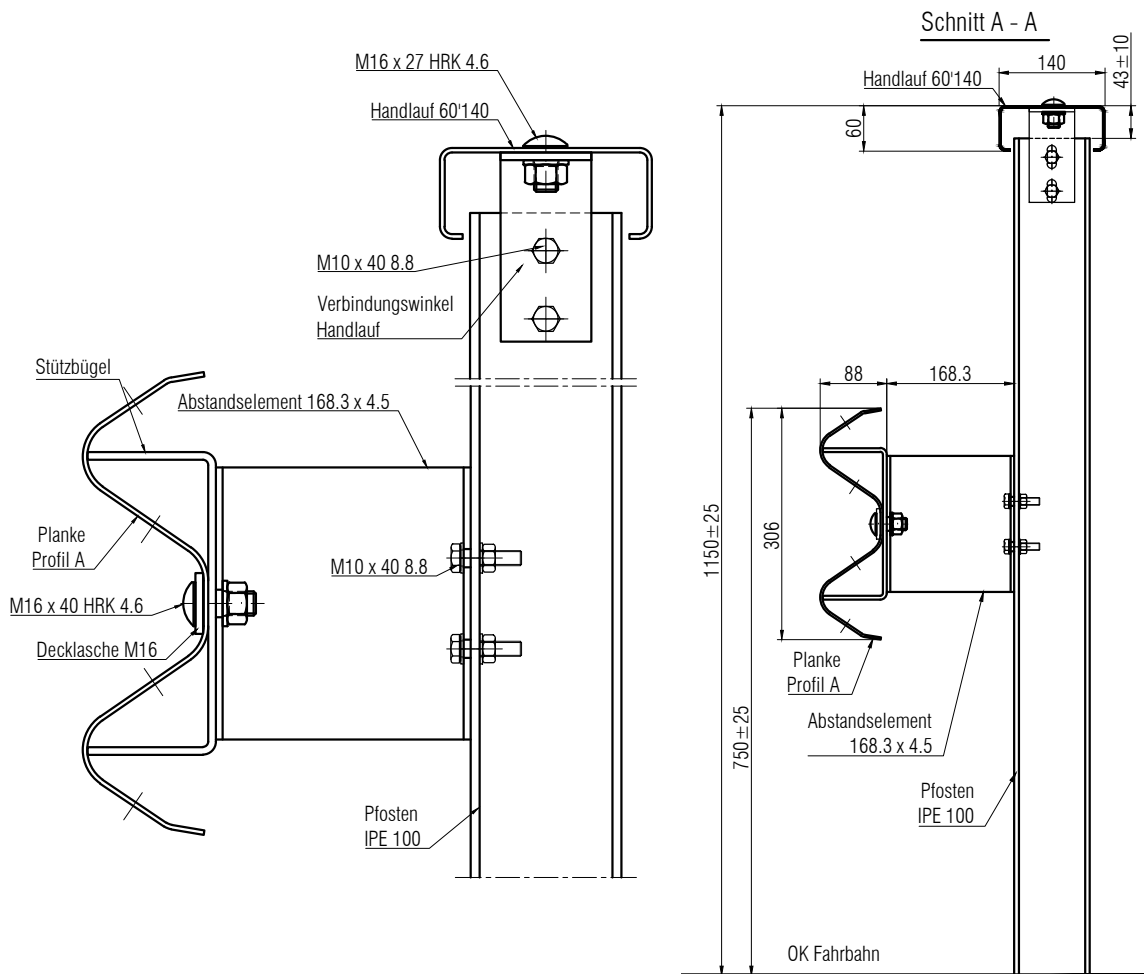 M16 x 27 HRK 4.6
Handlauf 60'140
M10 x 40 8.8
Verbindungswinkel
Handlauf
Stützbügel
Abstandselement 168.3 x 4.5
Planke
Profil A
M10 x 40 8.8
M16 x 40 HRK 4.6
Decklasche M16
Pfosten
IPE 100
Schnitt A - A
140
43±10
Handlauf 60'140
60
88
168.3
1150±25
306
750±25
Planke
Profil A
Abstandselement
168.3 x 4.5
Pfosten
IPE 100
OK Fahrbahn